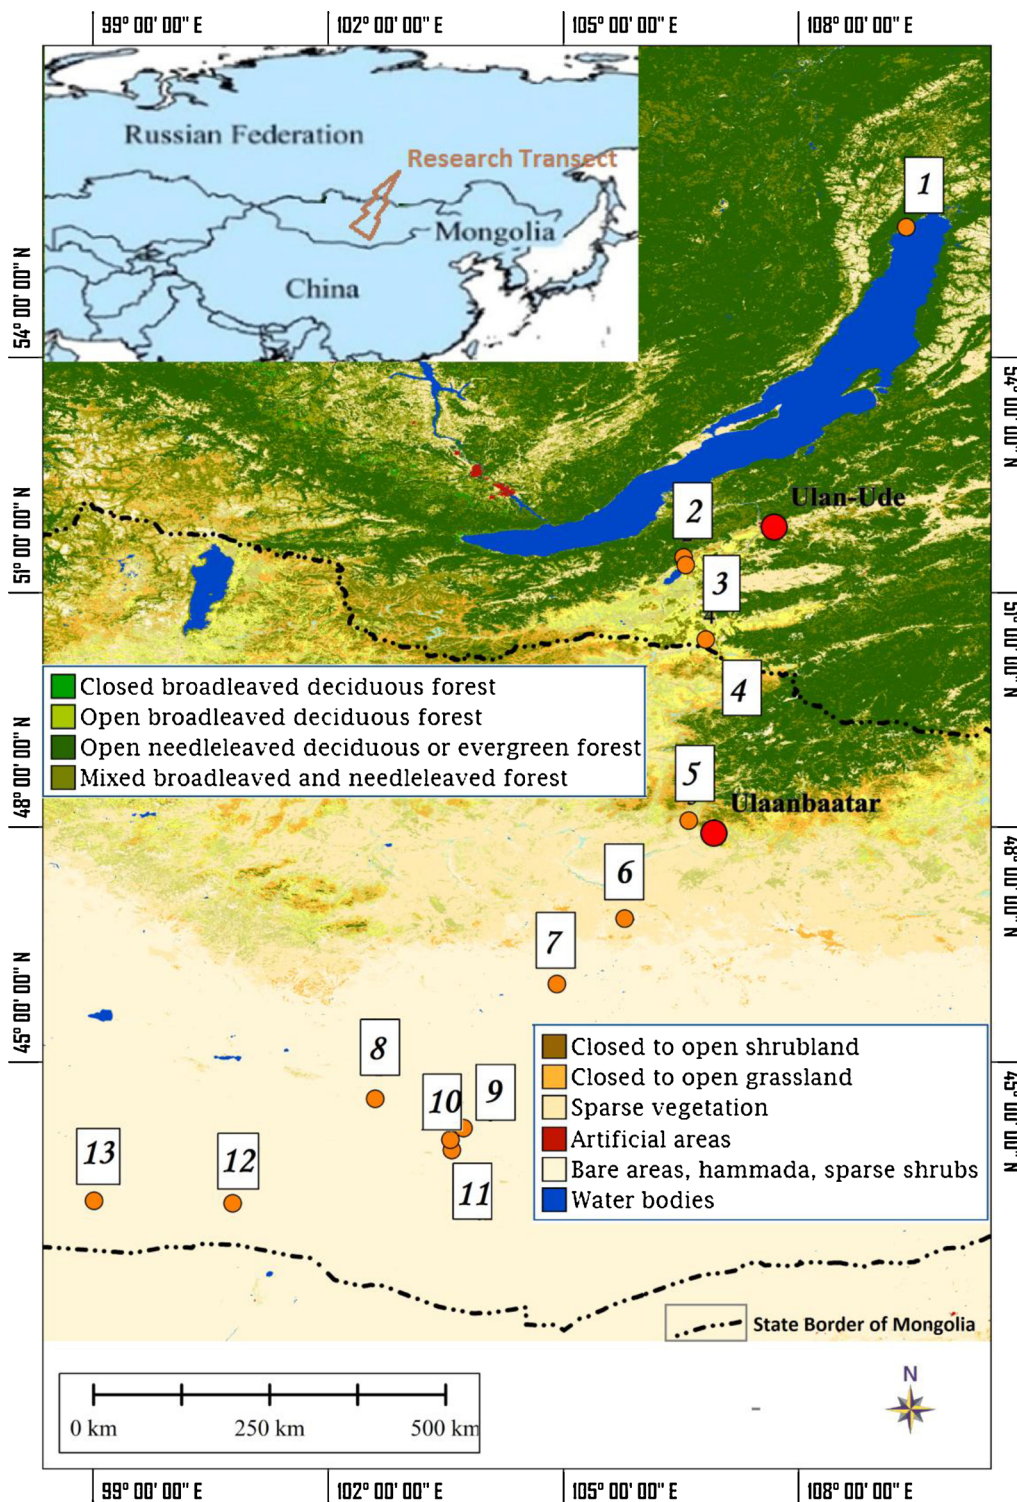 99° 00' 00'' E
102° 00' 00'' E
105° 00' 00'' E
108° 00' 00'' E
Russian Federation
Research Transect
Mongolia
China
1
54° 00' 00'' N
54° 00' 00'' N
Ulan-Ude
2
51° 00' 00'' N
3
51° 00' 00'' N
4
4
Closed broadleaved deciduous forest
Open broadleaved deciduous forest
Open needleleaved deciduous or evergreen forest
Mixed broadleaved and needleleaved forest
5
Ulaanbaatar
48° 00' 00'' N
48° 00' 00'' N
6
7
45° 00' 00'' N
45° 00' 00'' N
8
9
10
11
12
13
Closed to open shrubland
Closed to open grassland
Sparse vegetation
Artificial areas
Bare areas, hammada, sparse shrubs
Water bodies
State Border of Mongolia
0 km
250 km
500 km
N
99° 00' 00'' E
102° 00' 00'' E
105° 00' 00'' E
108° 00' 00'' E